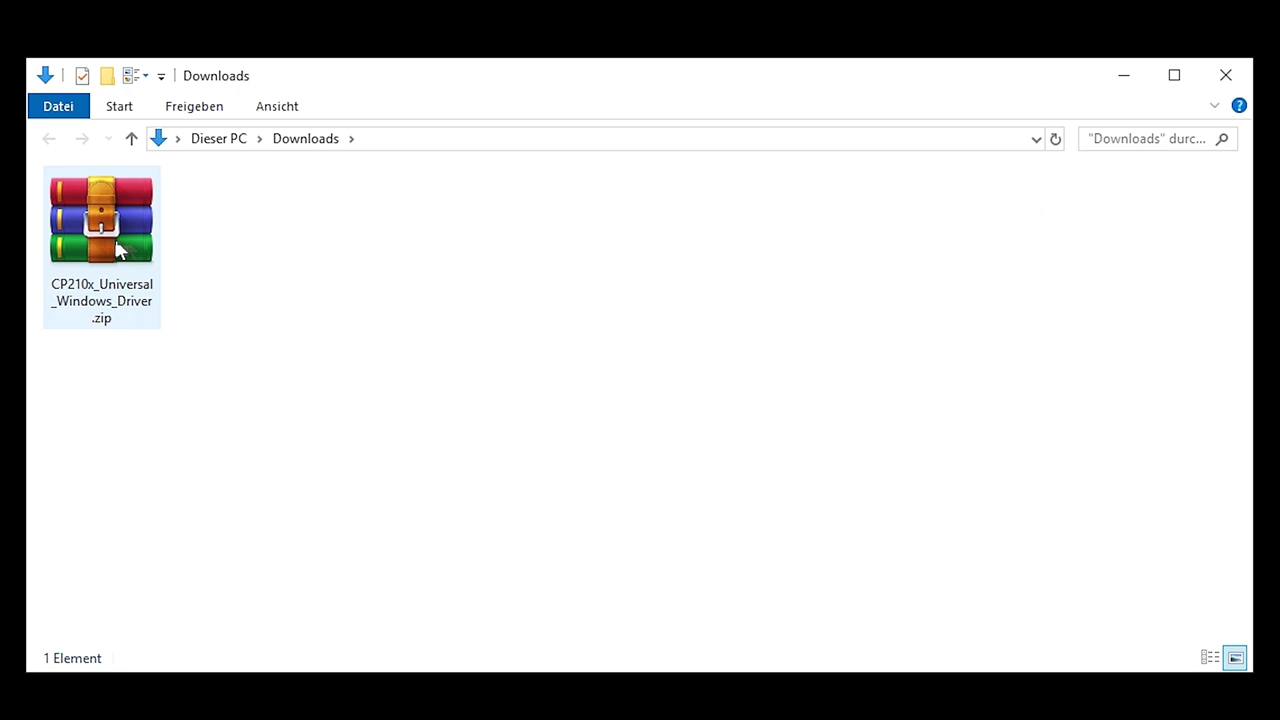 Downloads
Datei
Start
Freigeben
Ansicht
?
Dieser PC
Downloads
"Downloads" durc...
CP210x_Universal
_Windows_Driver
.zip
1 Element